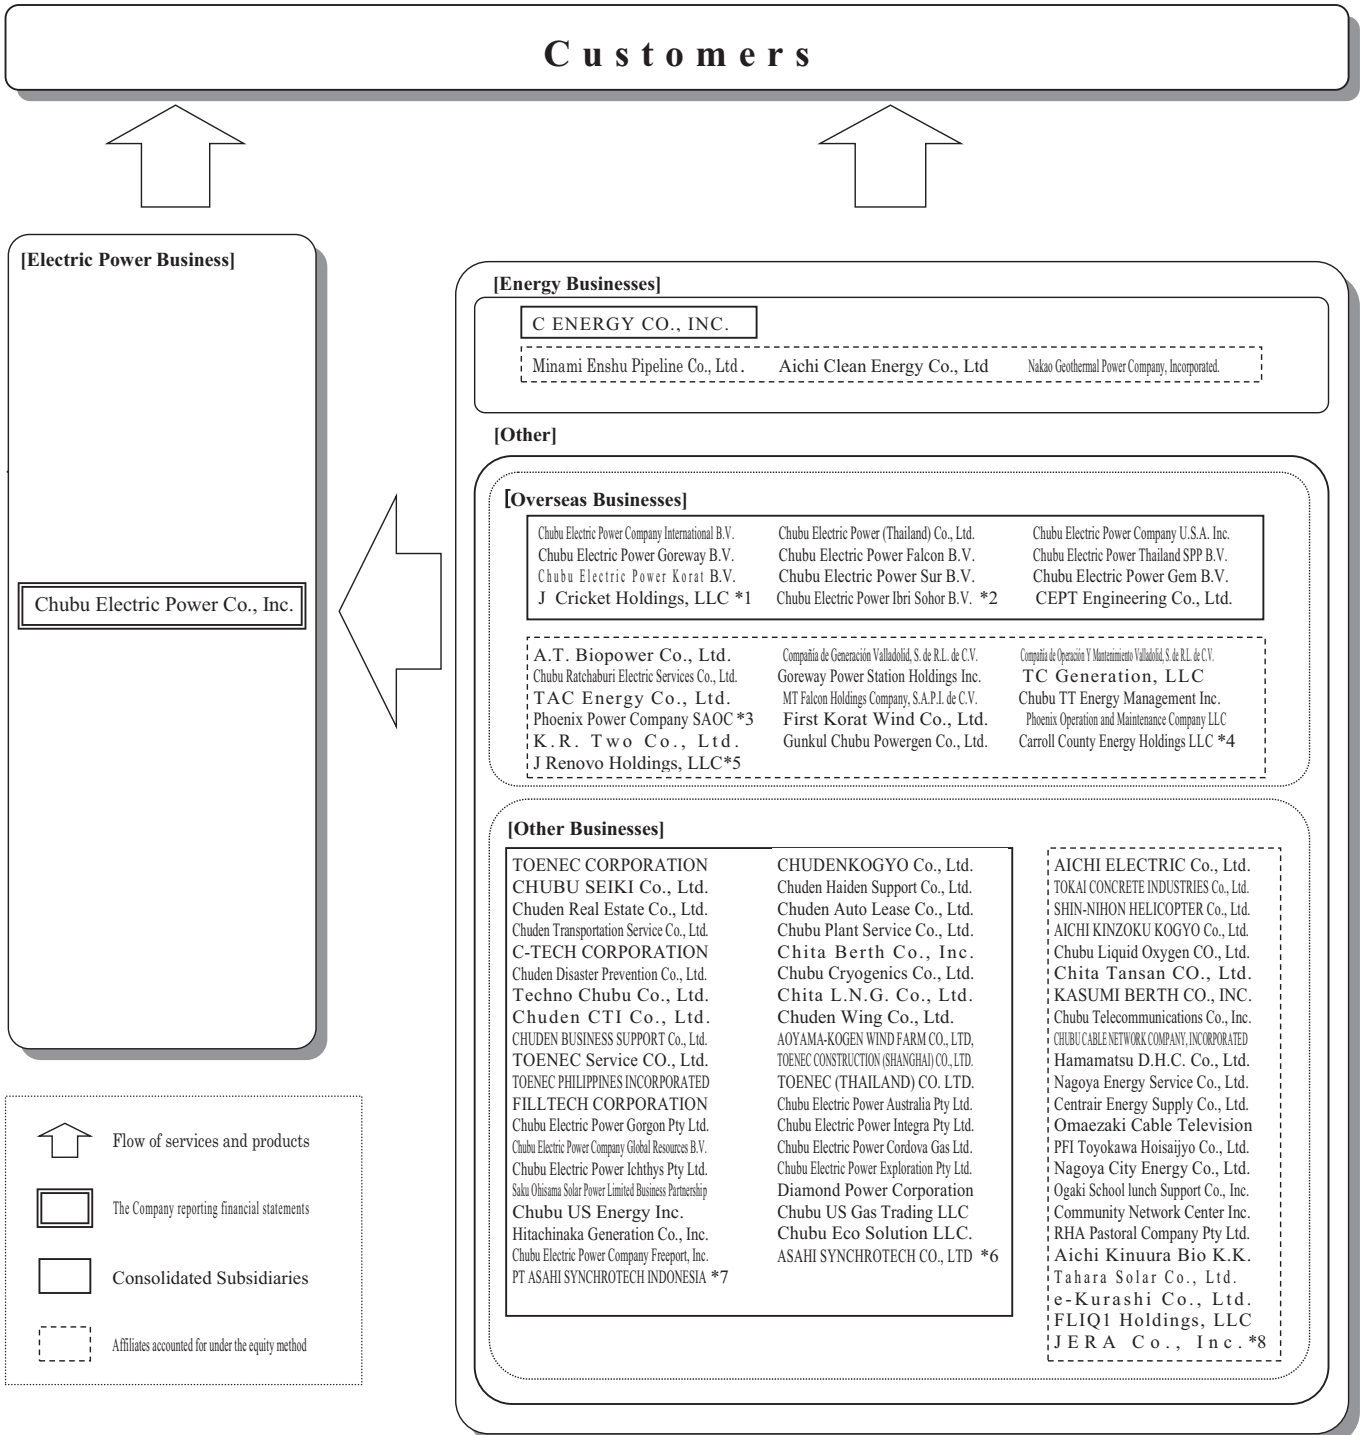 Customers
[Electric Power Business]
Chubu Electric Power Co., Inc.
[Energy Businesses]
C ENERGY CO., INC.
Minami Enshu Pipeline Co., Ltd. Aichi Clean Energy Co., Ltd Nakao Geothermal Power Company, Incorporated.
[Other]
[Overseas Businesses]
Chubu Electric Power Company International B.V. Chubu Electric Power (Thailand) Co., Ltd. Chubu Electric Power Company U.S.A. Inc.
Chubu Electric Power Goreway B.V. Chubu Electric Power Falcon B.V. Chubu Electric Power Thailand SPP B.V.
Chubu Electric Power Korat B.V. Chubu Electric Power Sur B.V. Chubu Electric Power Gem B.V.
J Cricket Holdings, LLC *1 Chubu Electric Power Ibri Sohor B.V. *2 CEPT Engineering Co., Ltd.
A.T. Biopower Co., Ltd. Compañia de Generación Valladolid, S. de R.L. de C.V. Compañia de Operación Y Mantenimiento Valladolid, S. de R.L. de C.V.
Chubu Ratchaburi Electric Services Co., Ltd. Goreway Power Station Holdings Inc. TC Generation, LLC
TAC Energy Co., Ltd. MT Falcon Holdings Company, S.A.P.I. de C.V. Chubu TT Energy Management Inc.
Phoenix Power Company SAOC *3 First Korat Wind Co., Ltd. Phoenix Operation and Maintenance Company LLC
K.R. Two Co., Ltd. Gunkul Chubu Powergen Co., Ltd. Carroll County Energy Holdings LLC *4
J Renovo Holdings, LLC*5
[Other Businesses]
TOENEC CORPORATION CHUDENKOGYO Co., Ltd.
CHUBU SEIKI Co., Ltd. Chuden Haiden Support Co., Ltd.
Chuden Real Estate Co., Ltd. Chuden Auto Lease Co., Ltd.
Chuden Transportation Service Co., Ltd. Chubu Plant Service Co., Ltd.
C-TECH CORPORATION Chita Berth Co., Inc.
Chuden Disaster Prevention Co., Ltd. Chubu Cryogenics Co., Ltd.
Techno Chubu Co., Ltd. Chita L.N.G. Co., Ltd.
Chuden CTI Co., Ltd. Chuden Wing Co., Ltd.
CHUDEN BUSINESS SUPPORT Co., Ltd. AOYAMA-KOGEN WIND FARM CO., LTD,
TOENEC Service CO., Ltd. TOENEC CONSTRUCTION (SHANGHAI) CO., LTD.
TOENEC PHILIPPINES INCORPORATED TOENEC (THAILAND) CO. LTD.
FILLTECH CORPORATION Chubu Electric Power Australia Pty Ltd.
Chubu Electric Power Gorgon Pty Ltd. Chubu Electric Power Integra Pty Ltd.
Chubu Electric Power Company Global Resources B.V. Chubu Electric Power Cordova Gas Ltd.
Chubu Electric Power Ichthys Pty Ltd. Chubu Electric Power Exploration Pty Ltd.
Saku Ohisama Solar Power Limited Business Partnership Diamond Power Corporation
Chubu US Energy Inc. Chubu US Gas Trading LLC
Hitachinaka Generation Co., Inc. Chubu Eco Solution LLC.
Chubu Electric Power Company Freeport, Inc. ASAHI SYNCHROTECH CO., LTD *6
PT ASAHI SYNCHROTECH INDONESIA *7
AICHI ELECTRIC Co., Ltd.
TOKAI CONCRETE INDUSTRIES Co., Ltd.
SHIN-NIHON HELICOPTER Co., Ltd.
AICHI KINZOKU KOGYO Co., Ltd.
Chubu Liquid Oxygen CO., Ltd.
Chita Tansan CO., Ltd.
KASUMI BERTH CO., INC.
Chubu Telecommunications Co., Inc.
CHUBU CABLE NETWORK COMPANY, INCORPORATED
Hamamatsu D.H.C. Co., Ltd.
Nagoya Energy Service Co., Ltd.
Centrair Energy Supply Co., Ltd.
Omaezaki Cable Television
PFI Toyokawa Hoisaijyo Co., Ltd.
Nagoya City Energy Co., Ltd.
Ogaki School lunch Support Co., Inc.
Community Network Center Inc.
RHA Pastoral Company Pty Ltd.
Aichi Kinuura Bio K.K.
Tahara Solar Co., Ltd.
e-Kurashi Co., Ltd.
FLIQ1 Holdings, LLC
JERA Co., Inc. *8
Flow of services and products
The Company reporting financial statements
Consolidated Subsidiaries
Affiliates accounted for under the equity method